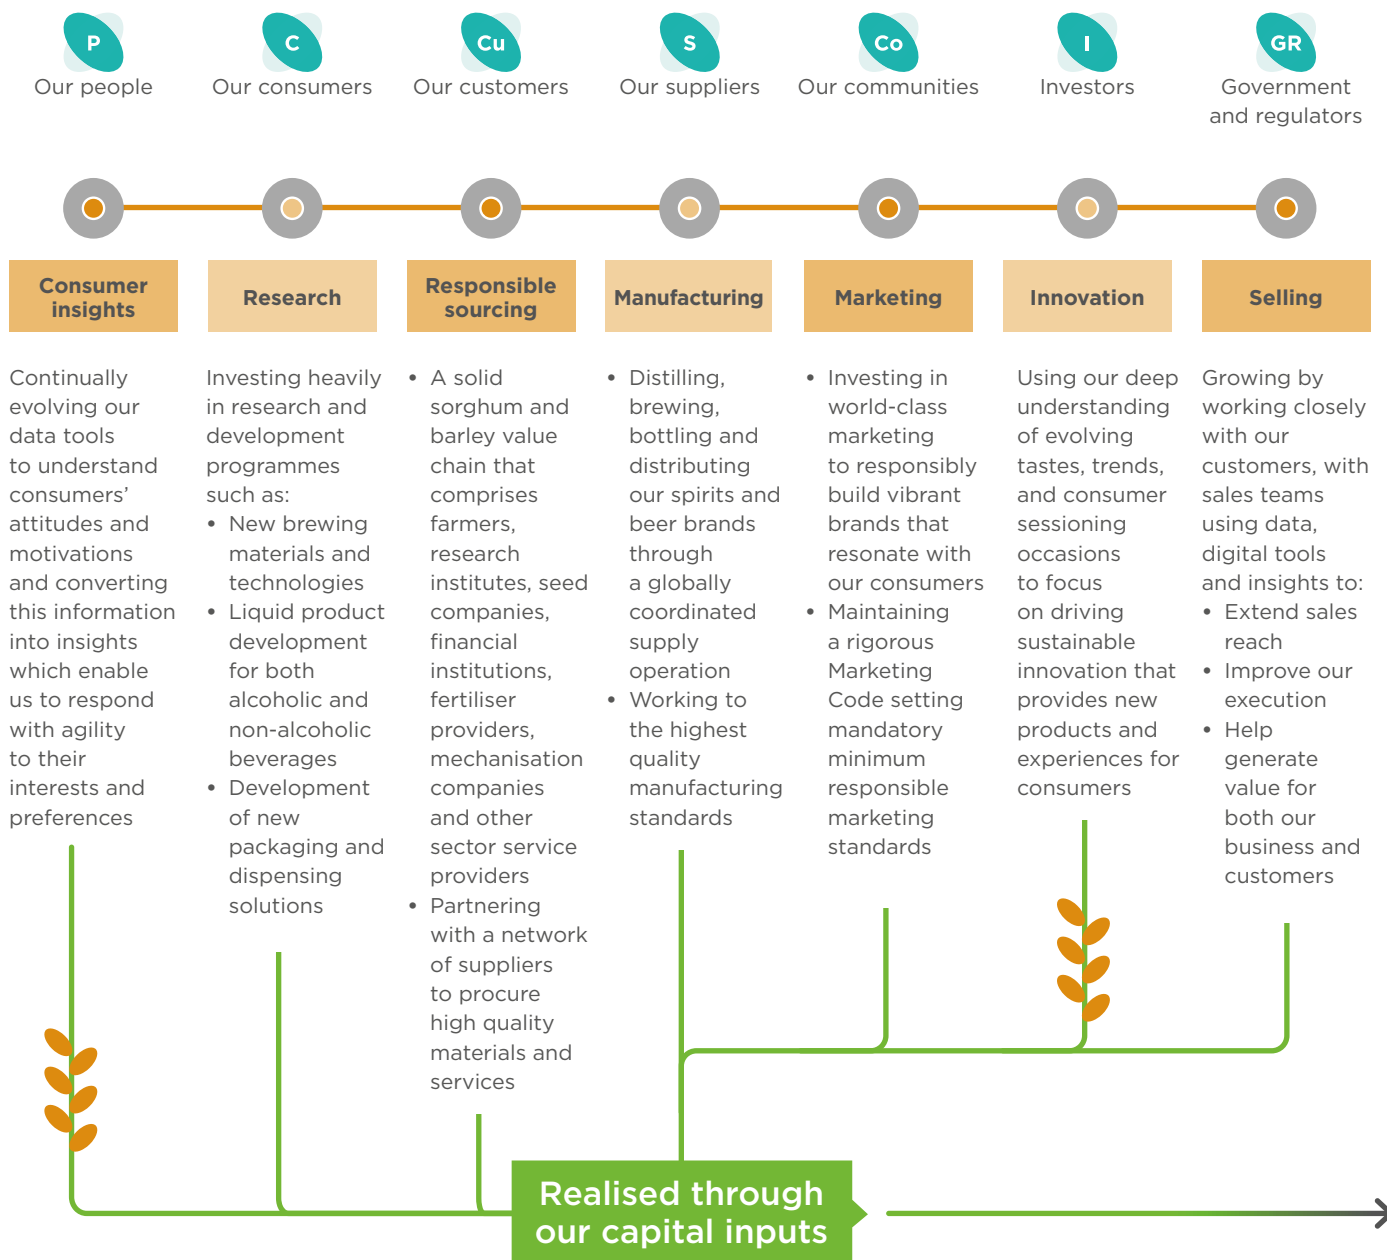 P
Our people
C
Our consumers
Cu
Our customers
S
Our suppliers
Co
Our communities
I
Investors
GR
Government
and regulators
Consumer
insights
Continually
evolving our
data tools
to understand
consumers’
attitudes and
motivations
and converting
this information
into insights
which enable
us to respond
with agility
to their
interests and
preferences
Research
Investing heavily
in research and
development
programmes
such as:
• New brewing
materials and
technologies
• Liquid product
development
for both
alcoholic and
non-alcoholic
beverages
• Development
of new
packaging and
dispensing
solutions
Responsible
sourcing
• A solid
sorghum and
barley value
chain that
comprises
farmers,
research
institutes, seed
companies,
financial
institutions,
fertiliser
providers,
mechanisation
companies
and other
sector service
providers
• Partnering
with a network
of suppliers
to procure
high quality
materials and
services
Manufacturing
• Distilling,
brewing,
bottling and
distributing
our spirits and
beer brands
through
a globally
coordinated
supply
operation
• Working to
the highest
quality
manufacturing
standards
Marketing
• Investing in
world-class
marketing
to responsibly
build vibrant
brands that
resonate with
our consumers
• Maintaining
a rigorous
Marketing
Code setting
mandatory
minimum
responsible
marketing
standards
Innovation
Using our deep
understanding
of evolving
tastes, trends,
and consumer
sessioning
occasions
to focus
on driving
sustainable
innovation that
provides new
products and
experiences for
consumers
Selling
Growing by
working closely
with our
customers, with
sales teams
using data,
digital tools
and insights to:
• Extend sales
reach
• Improve our
execution
• Help
generate
value for
both our
business and
customers
Realised through
our capital inputs